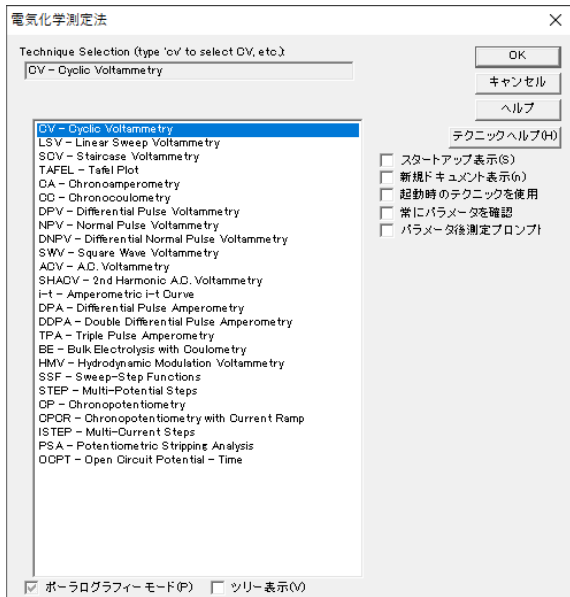 電気化学測定法
Technique Selection (type 'cv' to select CV, etc.):
CV - Cyclic Voltammetry
OK
キャンセル
ヘルプ
テクニックヘルプ(H)
CV - Cyclic Voltammetry
LSV - Linear Sweep Voltammetry
SCV - Staircase Voltammetry
TAFEL - Tafel Plot
CA - Chronoamperometry
CC - Chronocoulometry
DPV - Differential Pulse Voltammetry
NPV - Normal Pulse Voltammetry
DNPV - Differential Normal Pulse Voltammetry
SWV - Square Wave Voltammetry
ACV - A.C. Voltammetry
SHACV - 2nd Harmonic A.C. Voltammetry
i-t - Amperometric i-t Curve
DPA - Differential Pulse Amperometry
DDPA - Double Differential Pulse Amperometry
TPA - Triple Pulse Amperometry
BE - Bulk Electrolysis with Coulometry
HMV - Hydrodynamic Modulation Voltammetry
SSF - Sweep-Step Functions
STEP - Multi-Potential Steps
CP - Chronopotentiometry
CPCR - Chronopotentiometry with Current Ramp
ISTEP - Multi-Current Steps
PSA - Potentiometric Stripping Analysis
OCPT - Open Circuit Potential - Time
スタートアップ表示(S)
新規ドキュメント表示(n)
起動時のテクニックを使用
常にパラメータを確認
パラメータ後測定プロンプト
ポーラログラフィーモード(P)
ツリー表示(V)